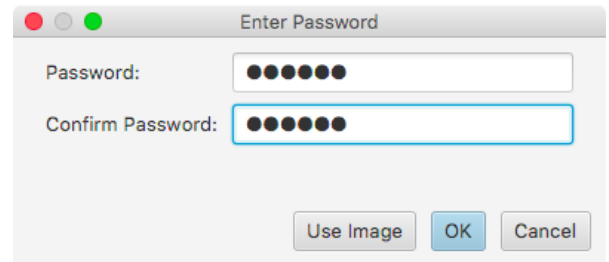 Enter Password
Password: ●●●●●●
Confirm Password: ●●●●●●
Use Image OK Cancel